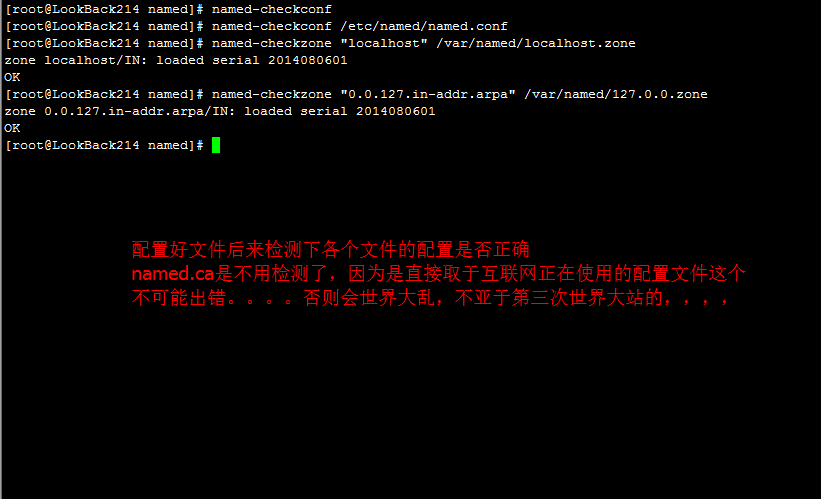 [root@LookBack214 named]# named-checkconf
[root@LookBack214 named]# named-checkconf /etc/named/named.conf
[root@LookBack214 named]# named-checkzone "localhost" /var/named/localhost.zone
zone localhost/IN: loaded serial 2014080601
OK
[root@LookBack214 named]# named-checkzone "0.0.127.in-addr.arpa" /var/named/127.0.0.zone
zone 0.0.127.in-addr.arpa/IN: loaded serial 2014080601
OK
[root@LookBack214 named]#
配置好文件后来检测下各个文件的配置是否正确
named.ca是不用检测了，因为是直接取于互联网正在使用的配置文件这个
不可能出错。。。。否则会世界大乱，不亚于第三次世界大站的，，，，